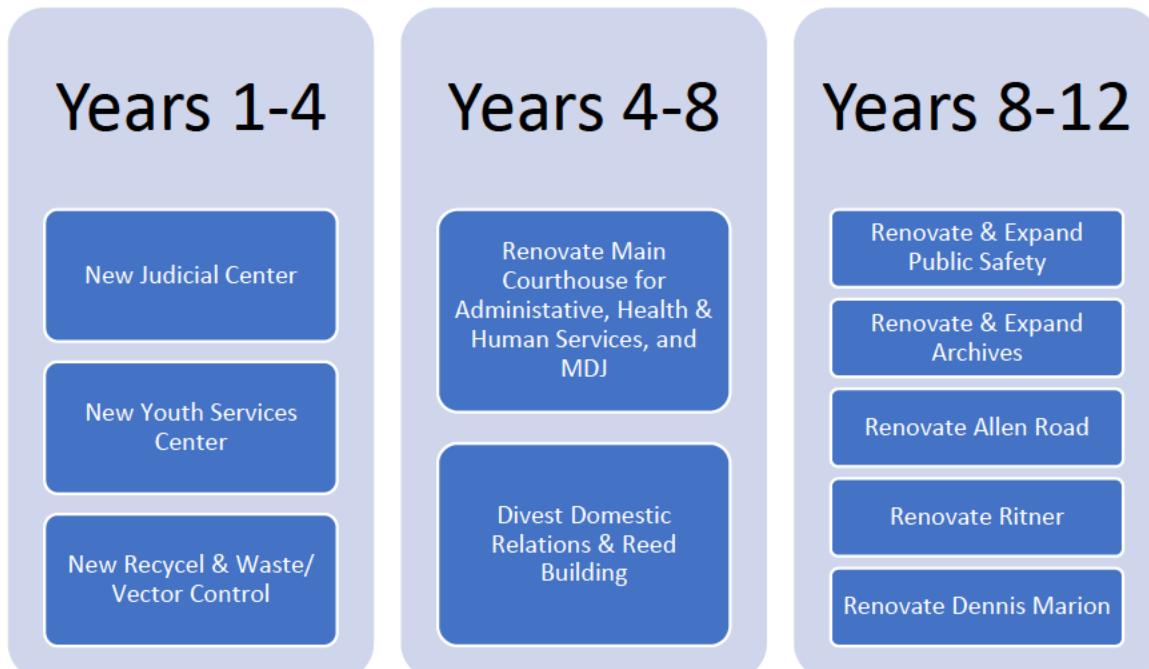 Years 1-4
New Judicial Center
New Youth Services
Center
New Recycel & Waste/
Vector Control
Years 4-8
Renovate Main
Courthouse for
Administative, Health &
Human Services, and
MDJ
Divest Domestic
Relations & Reed
Building
Years 8-12
Renovate & Expand
Public Safety
Renovate & Expand
Archives
Renovate Allen Road
Renovate Ritner
Renovate Dennis Marion